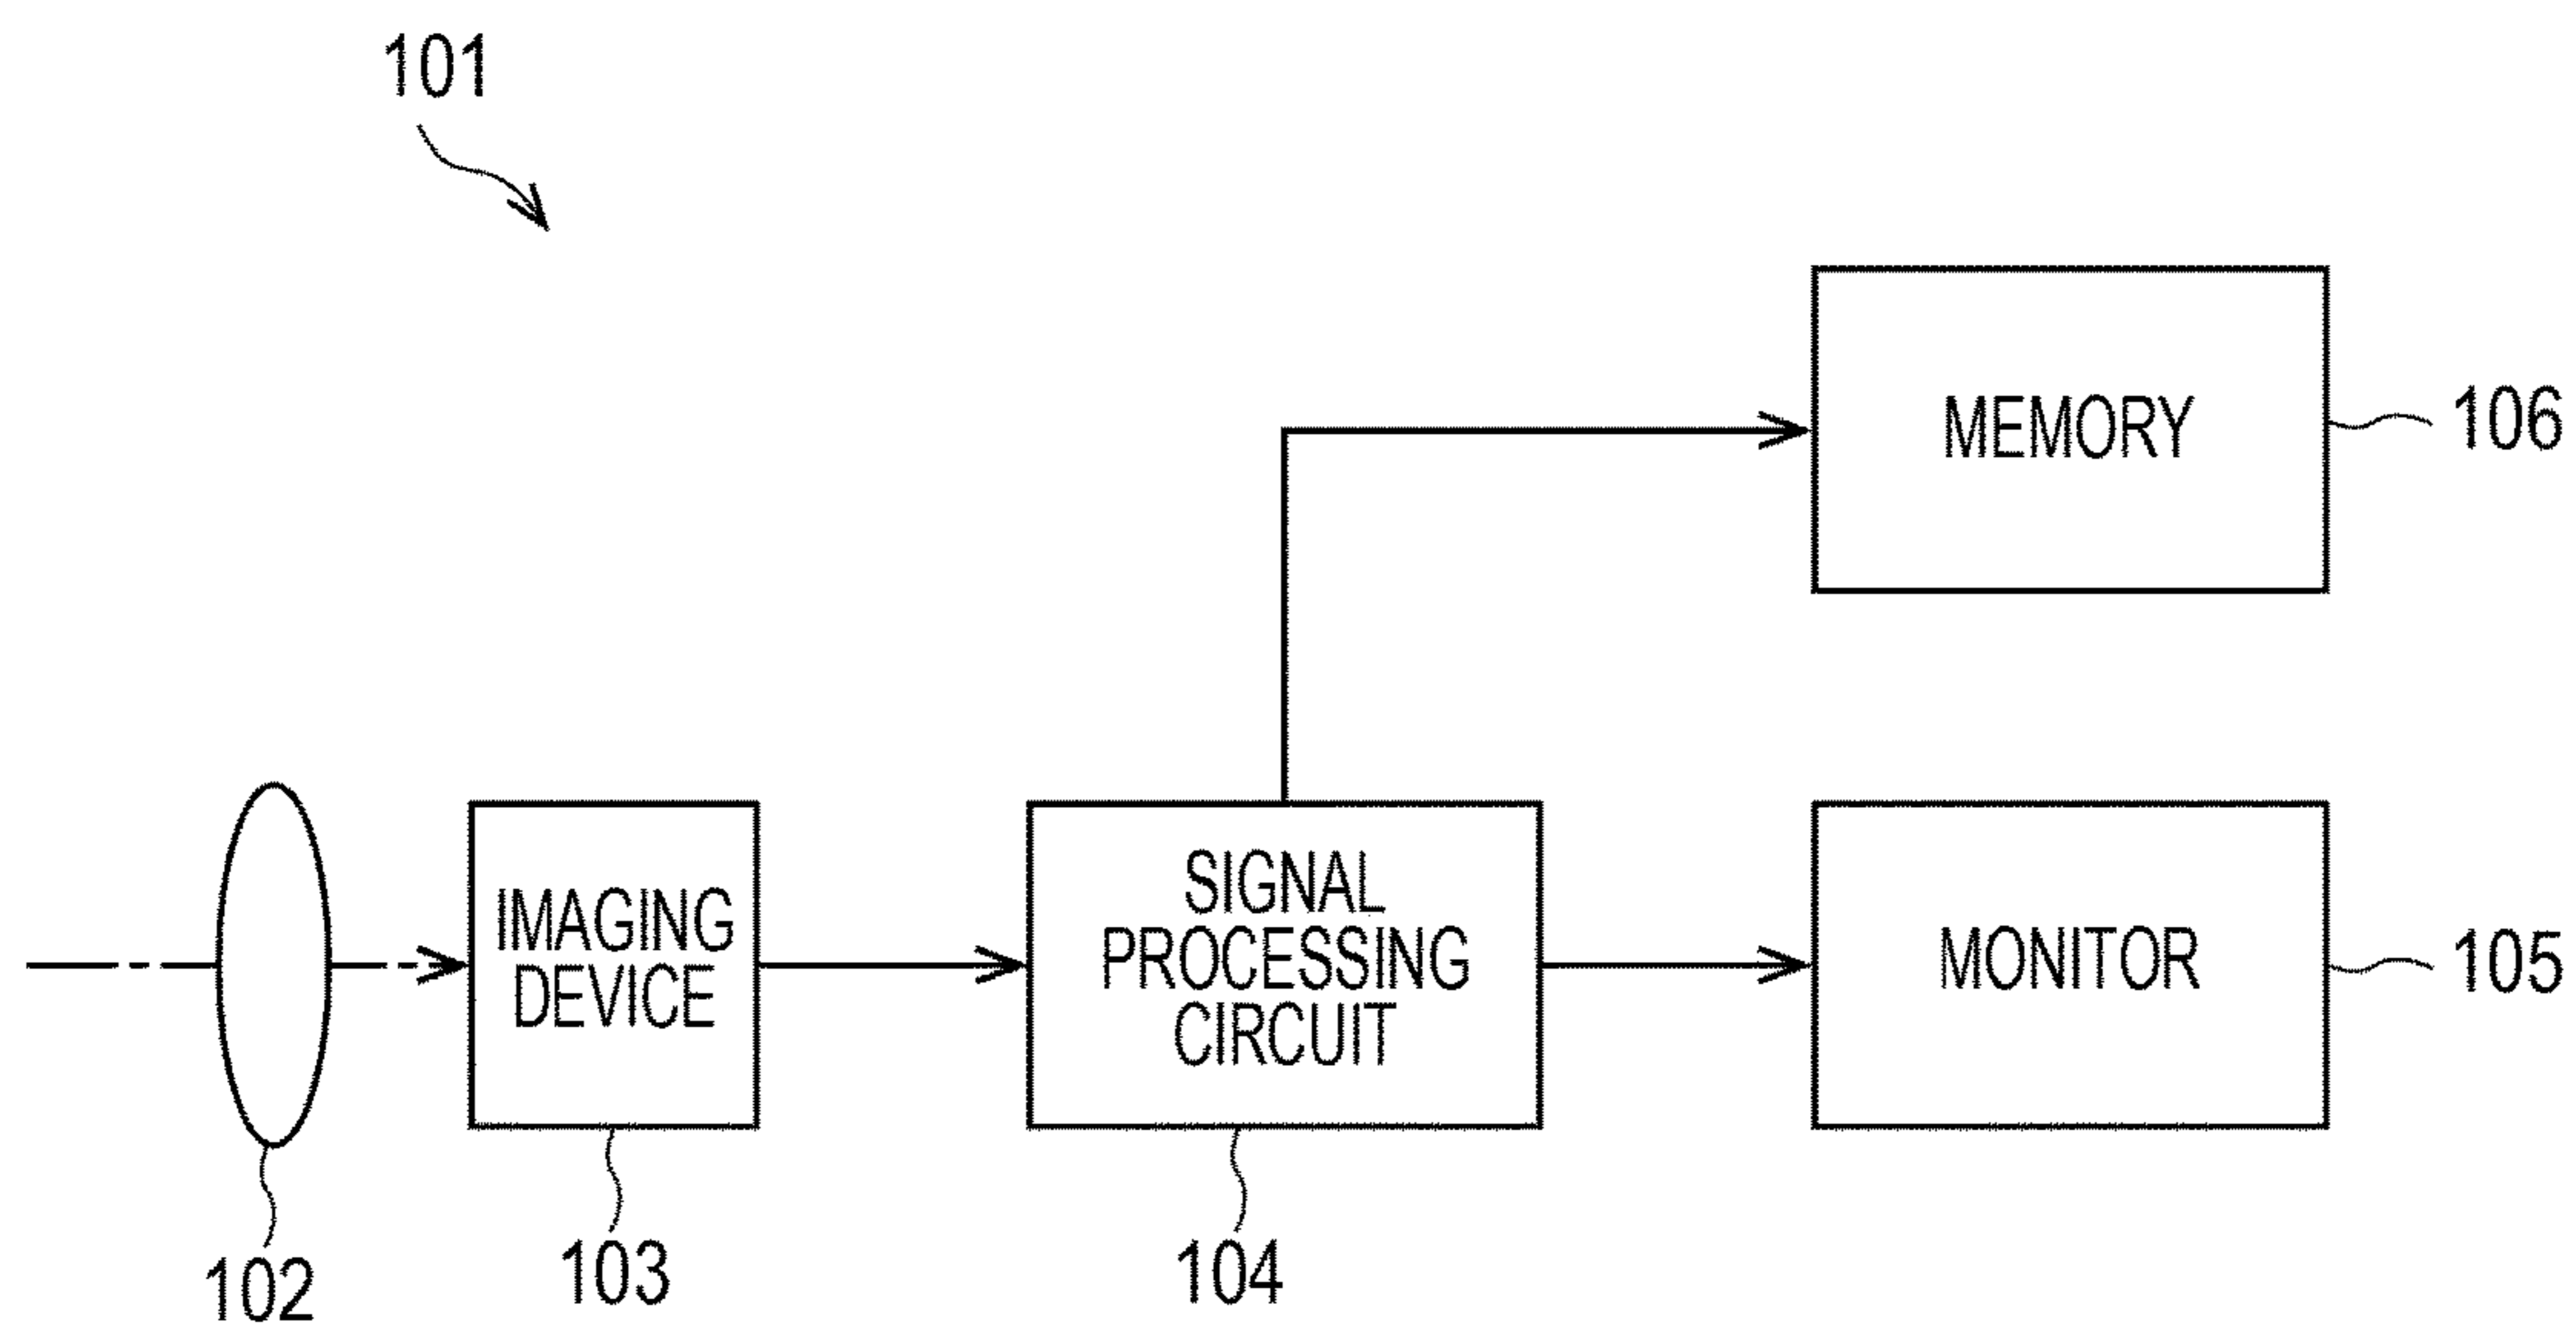 101
MEMORY
106
IMAGING
DEVICE
SIGNAL
PROCESSING
CIRCUIT
MONITOR
105
102
103
104